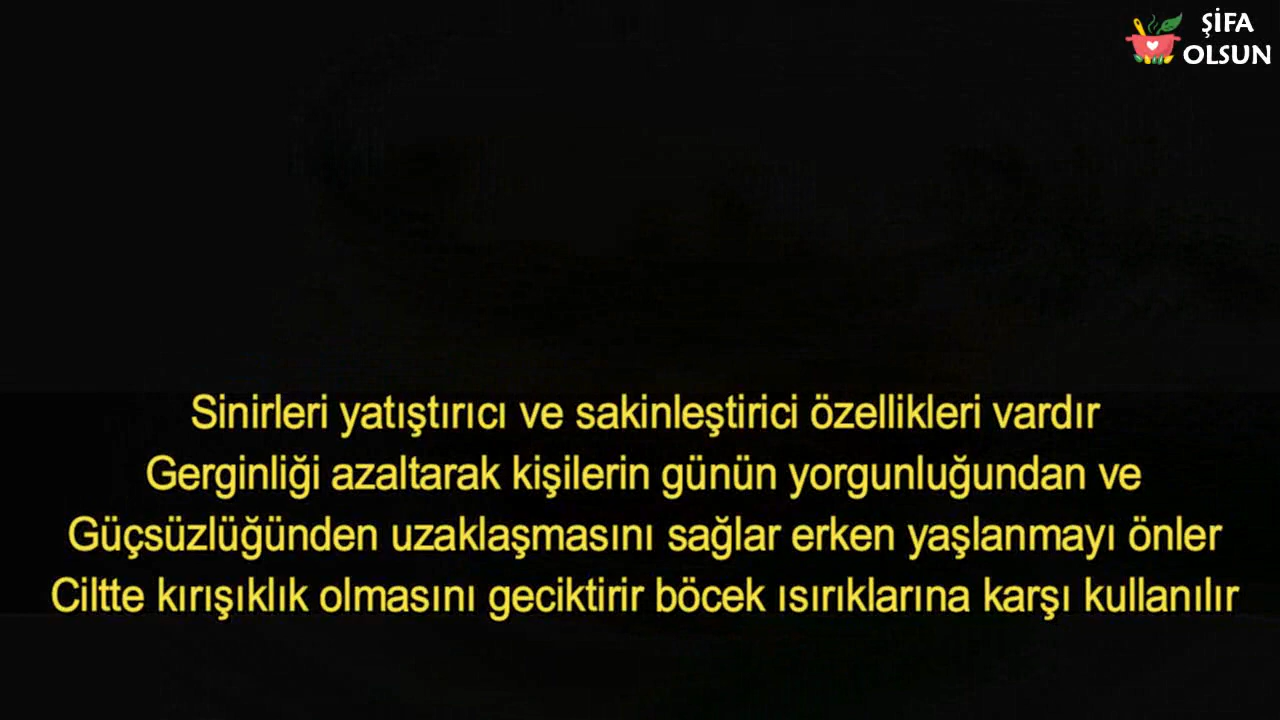 ŞİFA
OLSUN
Sinirleri yatıştırıcı ve sakinleştirici özellikleri vardır
Gerginliği azaltarak kişilerin günün yorgunluğundan ve
Güçsüzlüğünden uzaklaşmasını sağlar erken yaşlanmayı önler
Ciltte kırışıklık olmasını geciktirir böcek ısırıklarına karşı kullanılır